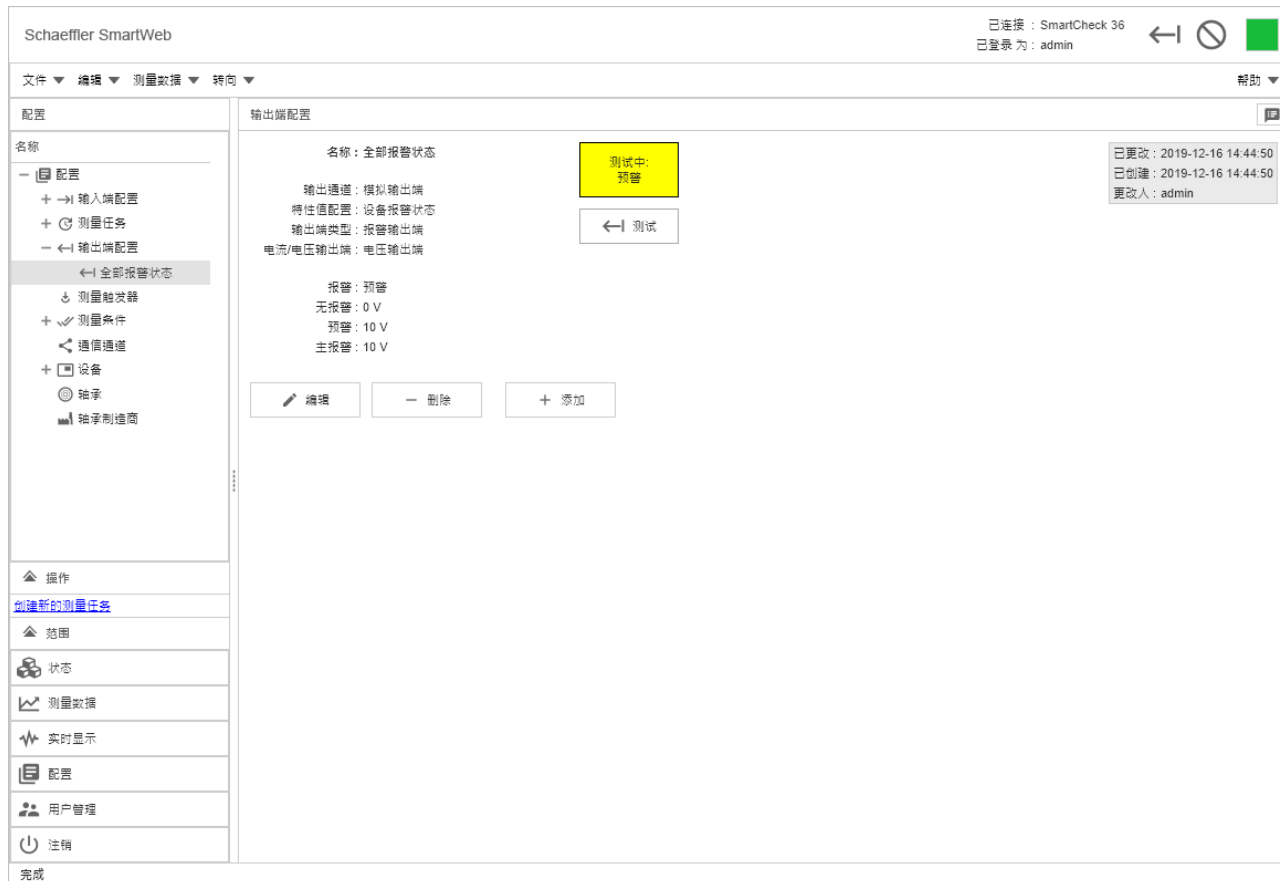 Schaeffler SmartWeb
已连接 : SmartCheck 36
已登录为 : admin
文件 编辑 测量数据 转向 帮助
配置
名称
配置
输入端配置
测量任务
输出端配置
全部报警状态
测量触发器
测量条件
通信通道
设备
轴承
轴承制造商
操作
创建新的测量任务
范围
状态
测量数据
实时显示
配置
用户管理
注销
输出端配置
名称 : 全部报警状态
输出通道 : 模拟输出端
特性值配置 : 设备报警状态
输出端类型 : 报警输出端
电流/电压输出端 : 电压输出端
报警 : 预警
无报警 : 0 V
预警 : 10 V
主报警 : 10 V
测试中:
预警
测试
编辑 删除 添加
已更改 : 2019-12-16 14:44:50
已创建 : 2019-12-16 14:44:50
更改人 : admin
完成